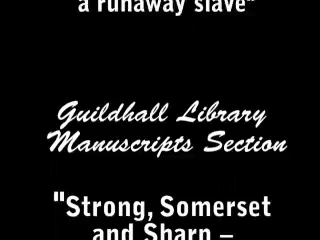 a runaway slave"
Guildhall Library
Manuscripts Section
"Strong, Somerset
and Sharp –